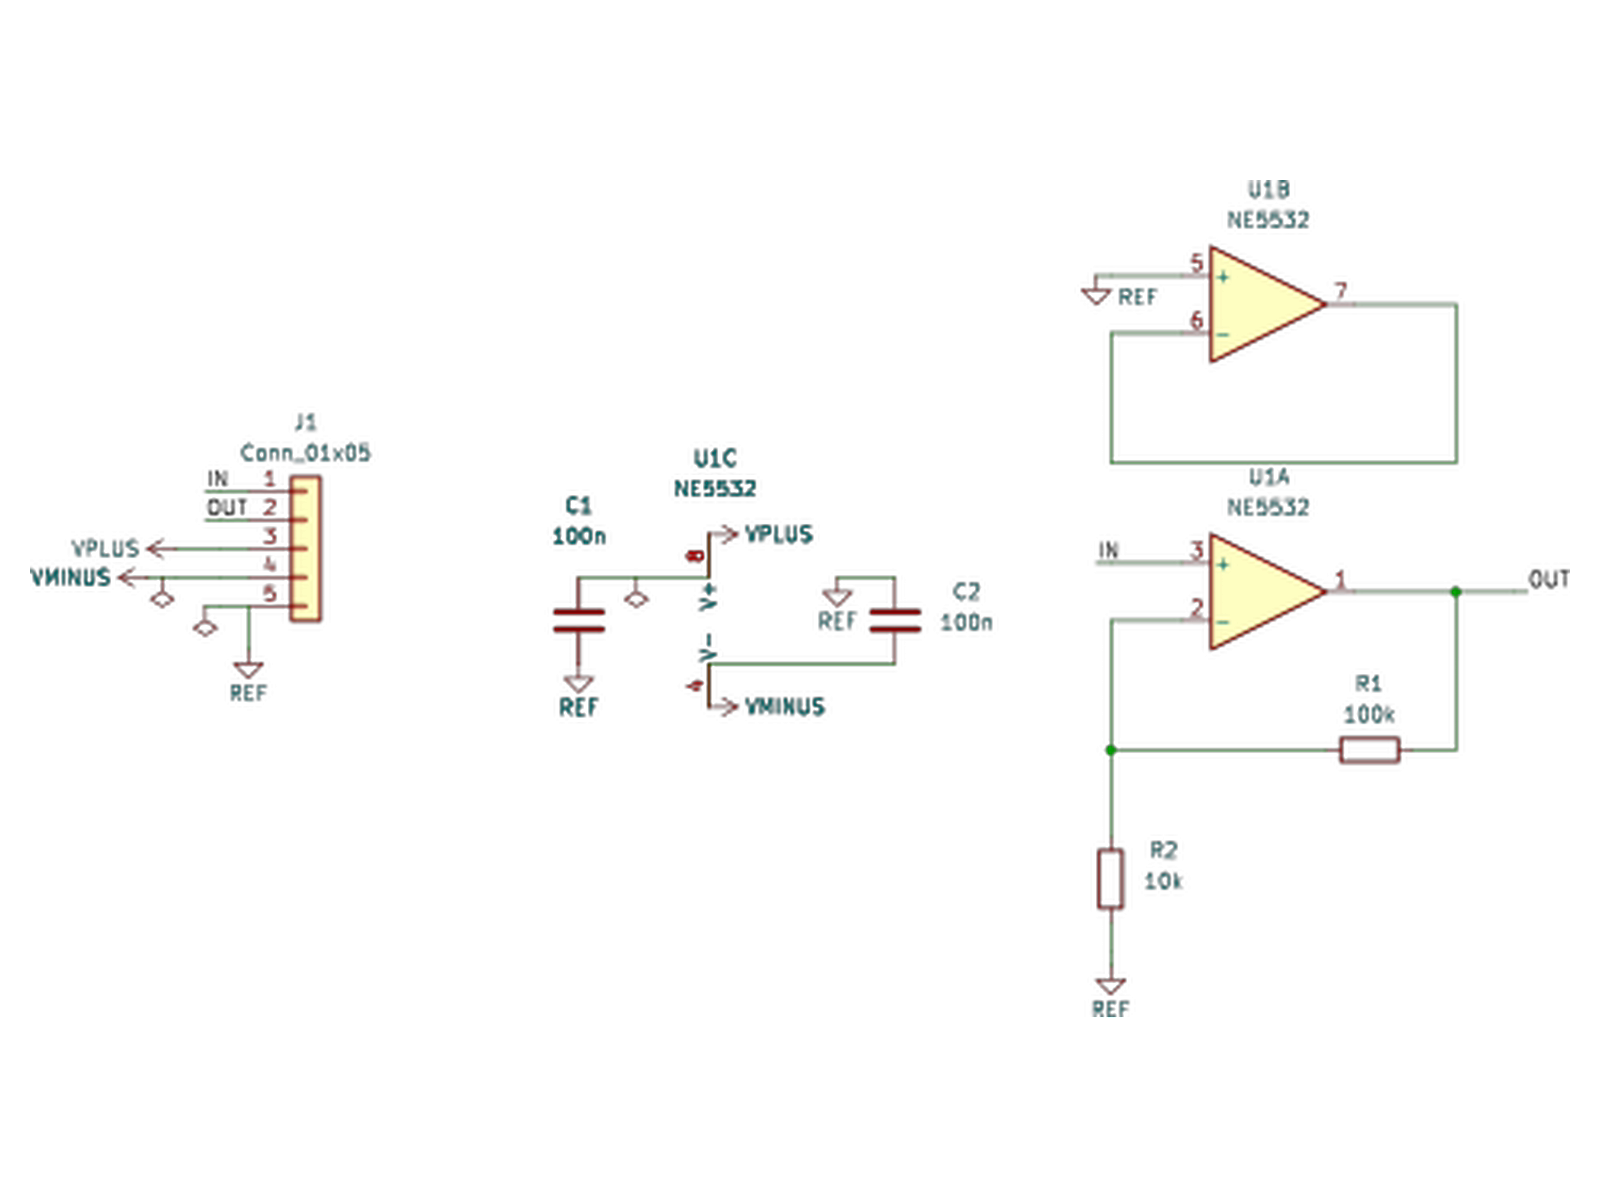 J1
Conn_01x05
IN 1
OUT 2
VPLUS 3
VMINUS 4
5
REF
C1
100n
REF
U1C
NE5532
VPLUS
8
V+
V-
4
VMINUS
REF
C2
100n
U1B
NE5532
5 +
REF
6 -
7
U1A
NE5532
IN 3 +
2 -
1
OUT
R1
100k
R2
10k
REF